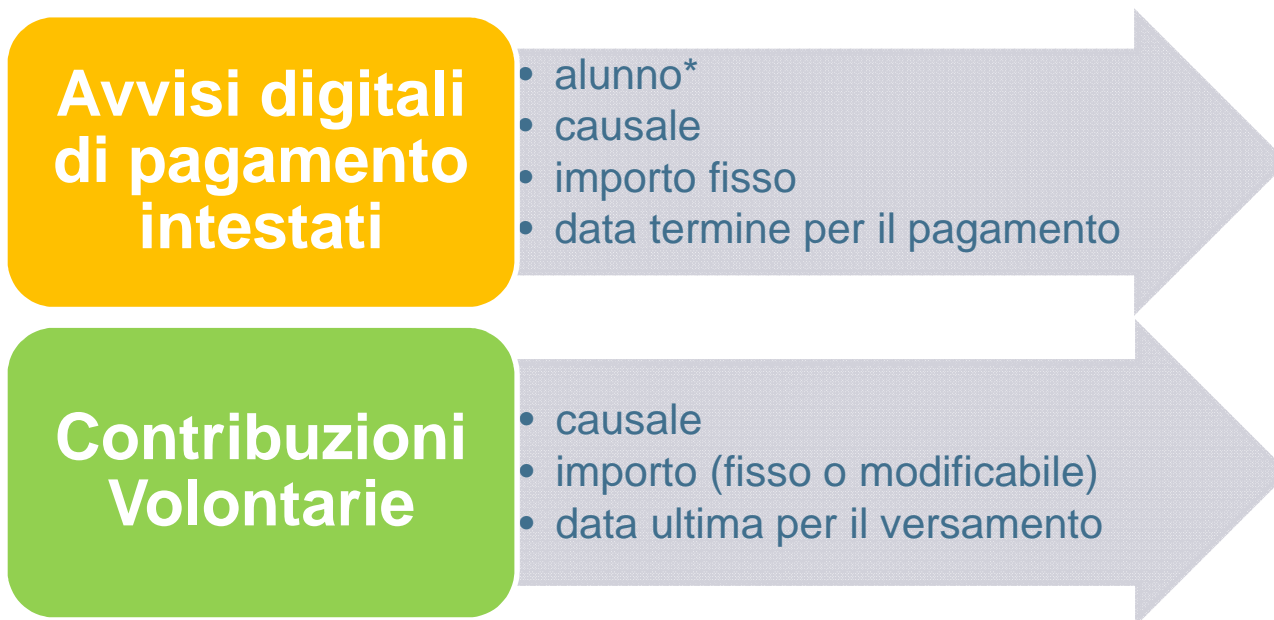 Avvisi digitali
di pagamento
intestati
• alunno*
• causale
• importo fisso
• data termine per il pagamento
Contribuzioni
Volontarie
• causale
• importo (fisso o modificabile)
• data ultima per il versamento